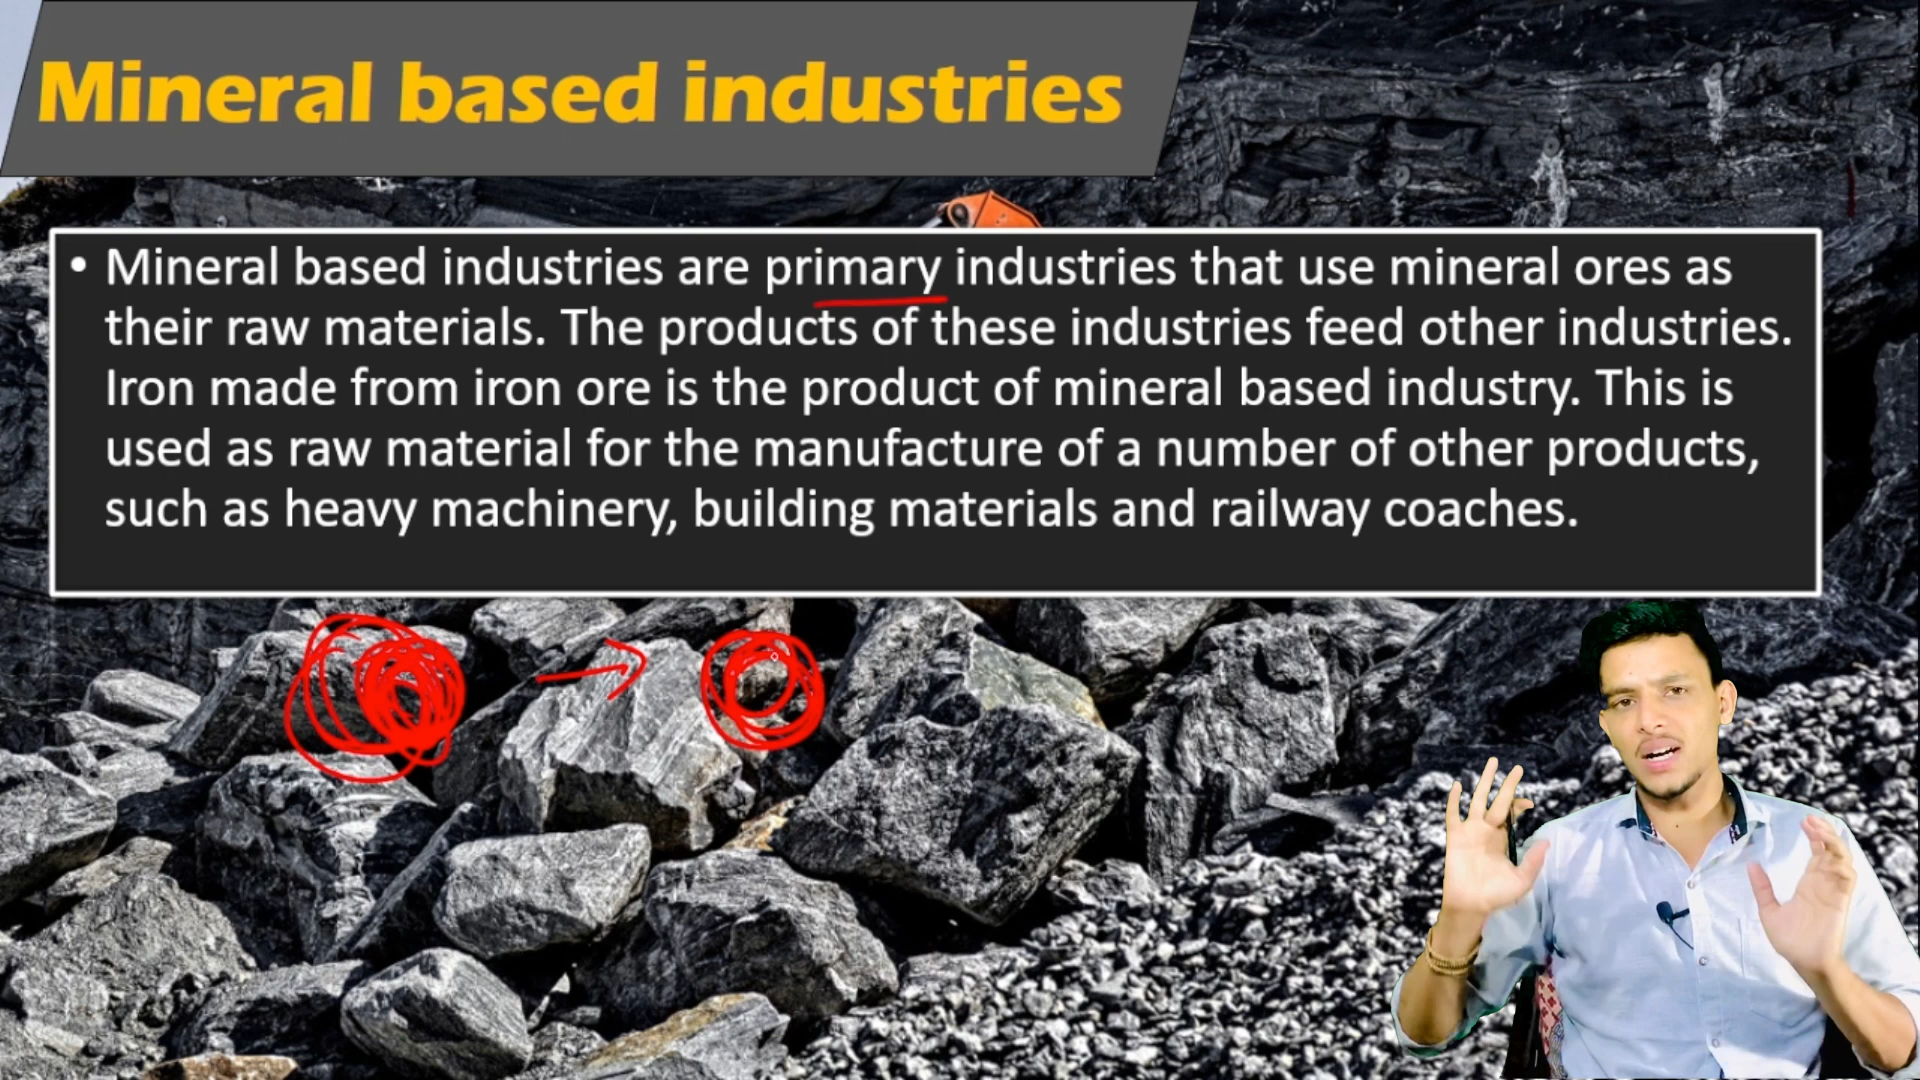 Mineral based industries
• Mineral based industries are primary industries that use mineral ores as
their raw materials. The products of these industries feed other industries.
Iron made from iron ore is the product of mineral based industry. This is
used as raw material for the manufacture of a number of other products,
such as heavy machinery, building materials and railway coaches.